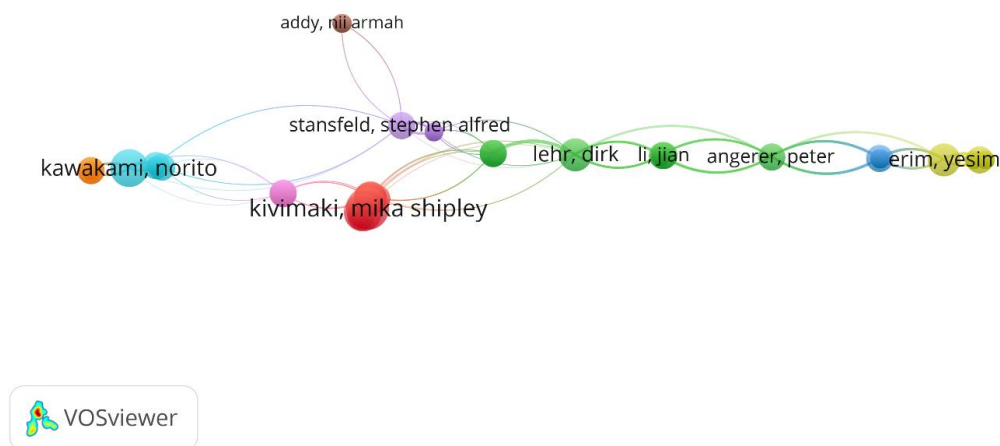 addy, nii armah
stansfeld, stephen alfred
kawakami, norito
lehr, dirk
li, jian
angerer, peter
erim, yesim
kivimaki, mika shipley
VOSviewer